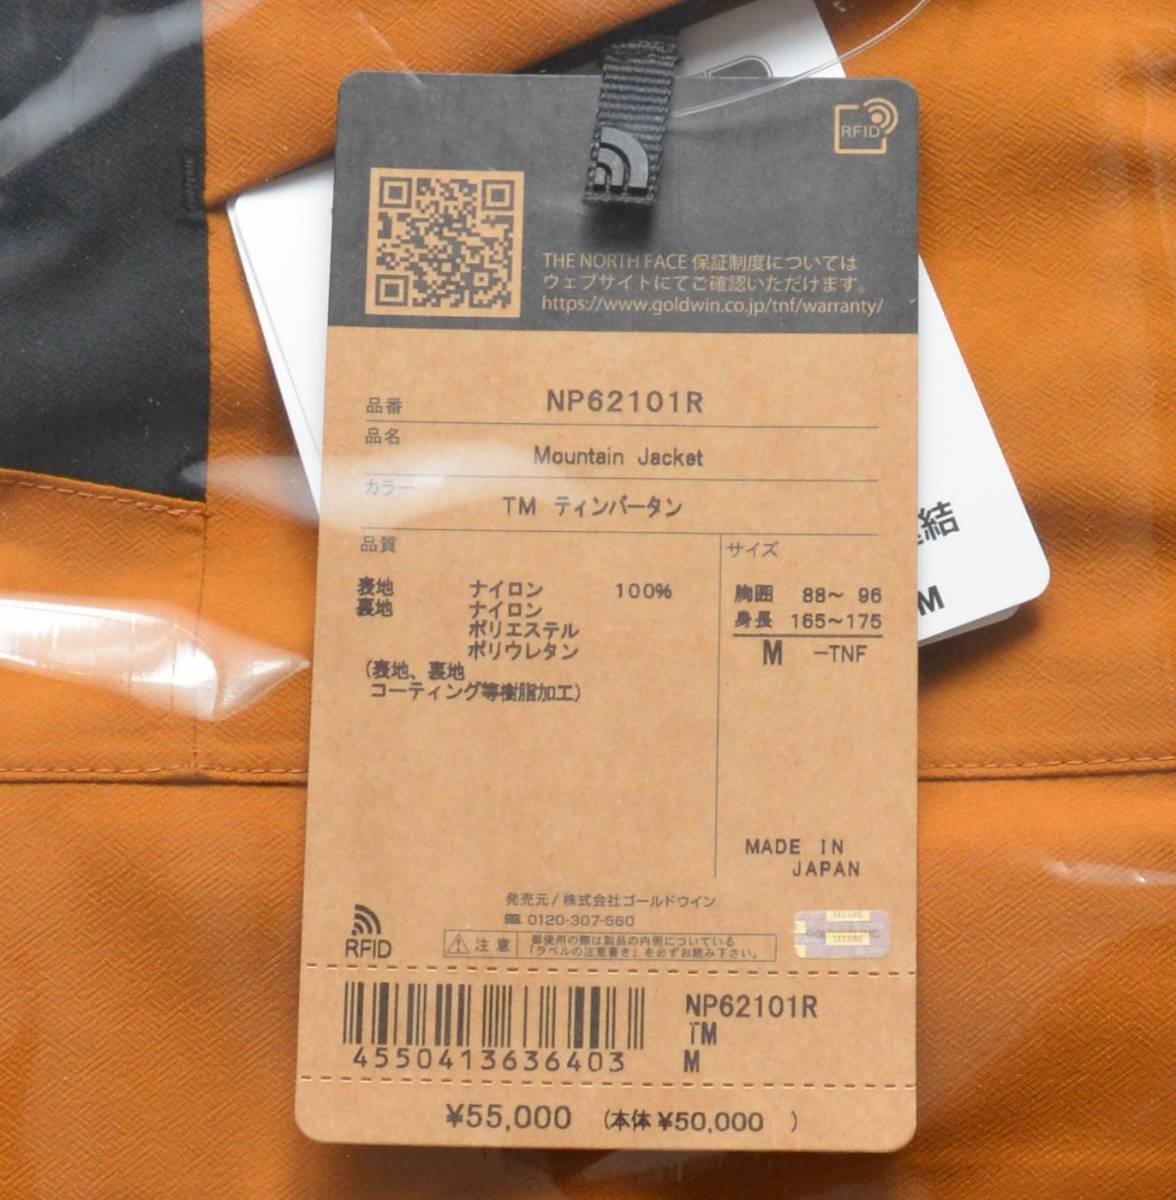 RFID
THE NORTH FACE 保証制度については
ウェブサイトにてご確認いただけます。
https://www.goldwin.co.jp/tnf/warranty/
品番 NP62101R
品名 Mountain Jacket
カラー TM ティンバータン
品質
表地 ナイロン 100%
裏地 ナイロン
ポリエステル
ポリウレタン
(表地、裏地
コーティング等樹脂加工)
サイズ
胸囲 88~ 96
身長 165~175
M -TNF
MADE IN
JAPAN
発売元/株式会社ゴールドウイン
0120-307-560
RFID
注意
御使用の際は製品の内側についている
「ラベルの注意書き」を必ずお読み下さい。
SECURE
SECURE
4550413636403
NP62101R
TM
M
¥55,000 (本体 ¥50,000 )
結
M